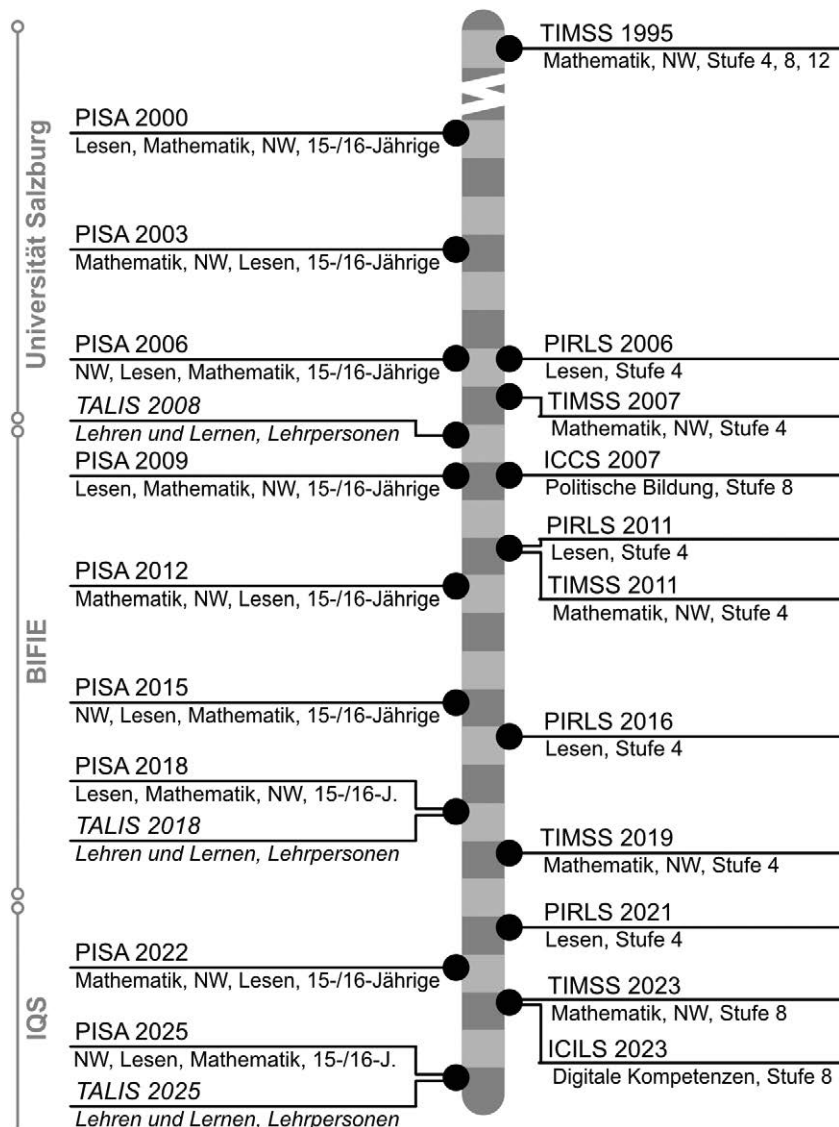 Universität Salzburg
BIFIE
IQS
PISA 2000
Lesen, Mathematik, NW, 15-/16-Jährige
PISA 2003
Mathematik, NW, Lesen, 15-/16-Jährige
PISA 2006
NW, Lesen, Mathematik, 15-/16-Jährige
TALIS 2008
Lehren und Lernen, Lehrpersonen
PISA 2009
Lesen, Mathematik, NW, 15-/16-Jährige
PISA 2012
Mathematik, NW, Lesen, 15-/16-Jährige
PISA 2015
NW, Lesen, Mathematik, 15-/16-Jährige
PISA 2018
Lesen, Mathematik, NW, 15-/16-J.
TALIS 2018
Lehren und Lernen, Lehrpersonen
PISA 2022
Mathematik, NW, Lesen, 15-/16-Jährige
PISA 2025
NW, Lesen, Mathematik, 15-/16-J.
TALIS 2025
Lehren und Lernen, Lehrpersonen
TIMSS 1995
Mathematik, NW, Stufe 4, 8, 12
PIRLS 2006
Lesen, Stufe 4
TIMSS 2007
Mathematik, NW, Stufe 4
ICCS 2007
Politische Bildung, Stufe 8
PIRLS 2011
Lesen, Stufe 4
TIMSS 2011
Mathematik, NW, Stufe 4
PIRLS 2016
Lesen, Stufe 4
TIMSS 2019
Mathematik, NW, Stufe 4
PIRLS 2021
Lesen, Stufe 4
TIMSS 2023
Mathematik, NW, Stufe 8
ICILS 2023
Digitale Kompetenzen, Stufe 8